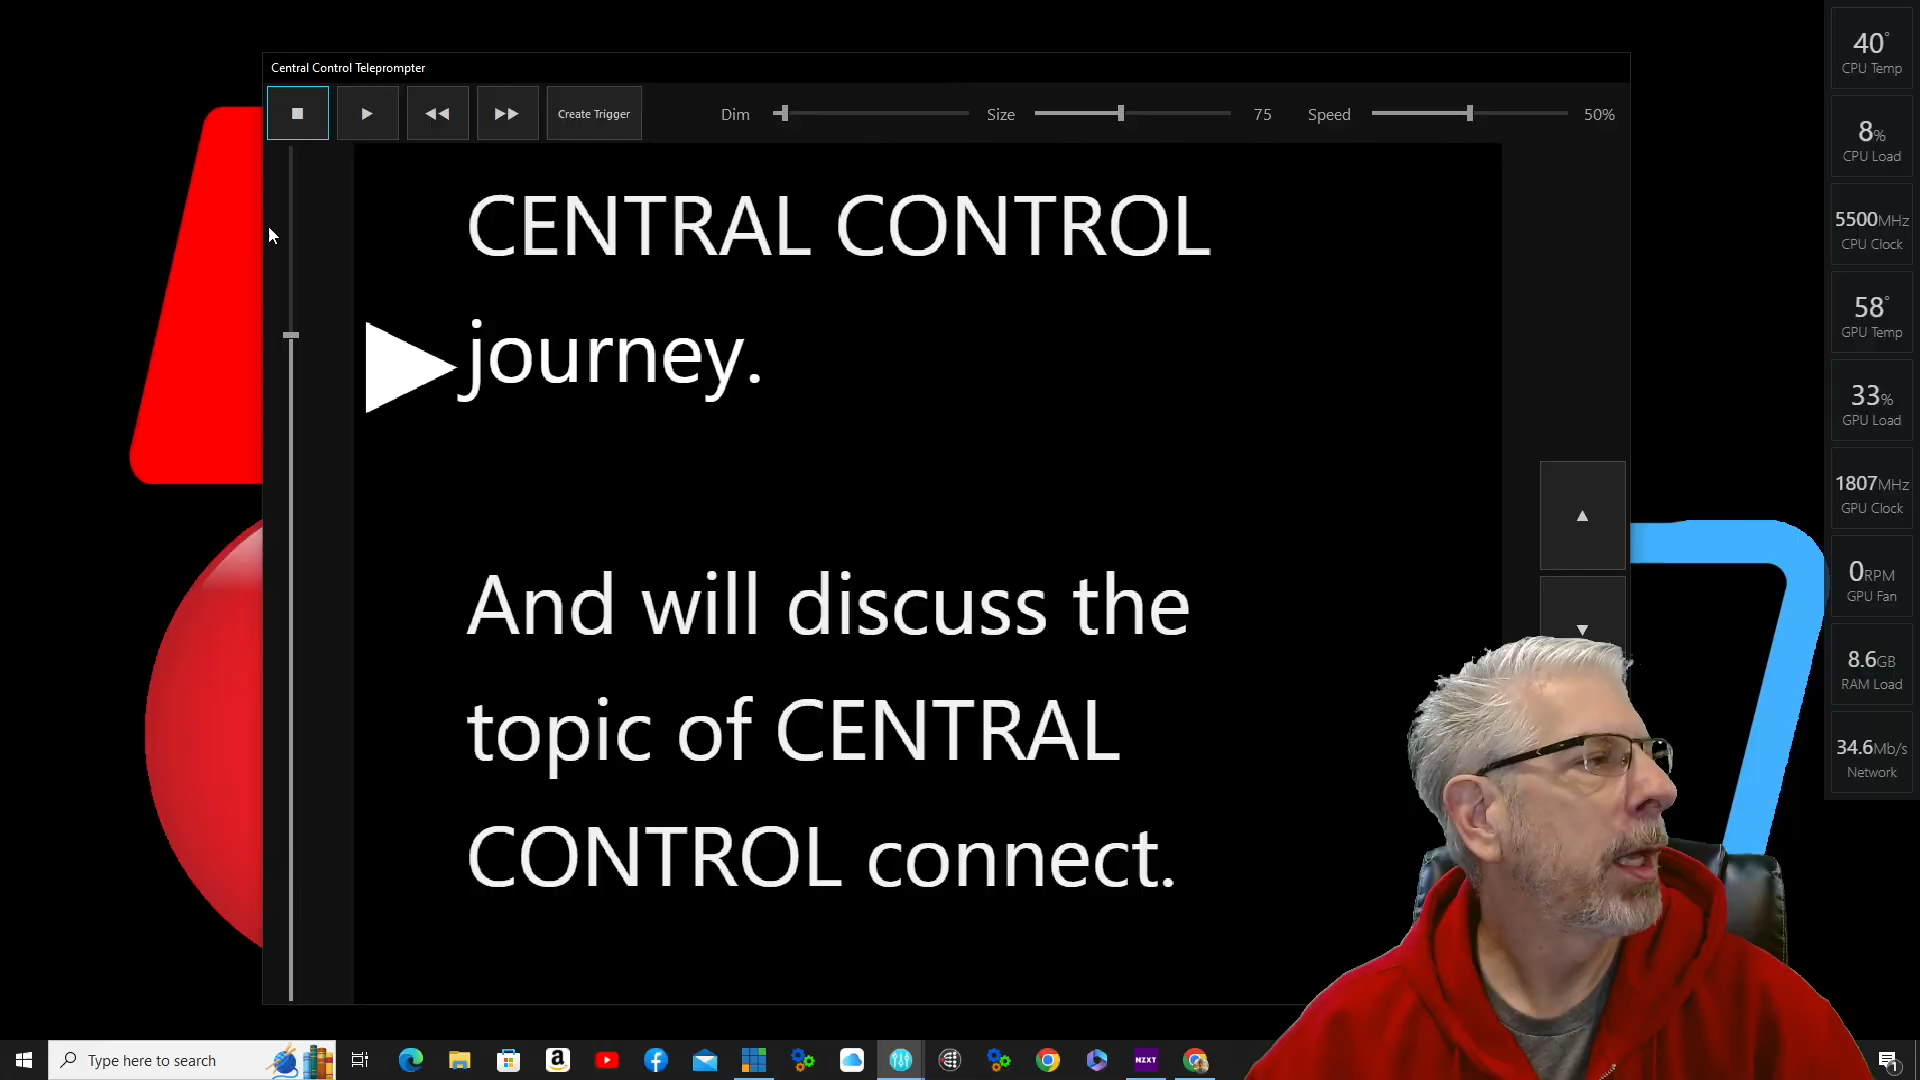 Central Control Teleprompter
Create Trigger
Dim
Size
75
Speed
50%
CENTRAL CONTROL
journey.
And will discuss the
topic of CENTRAL
CONTROL connect.
40°
CPU Temp
8%
CPU Load
5500MHz
CPU Clock
58°
GPU Temp
33%
GPU Load
1807MHz
GPU Clock
0RPM
GPU Fan
8.6GB
RAM Load
34.6Mb/s
Network
Type here to search
a
NZXT
1